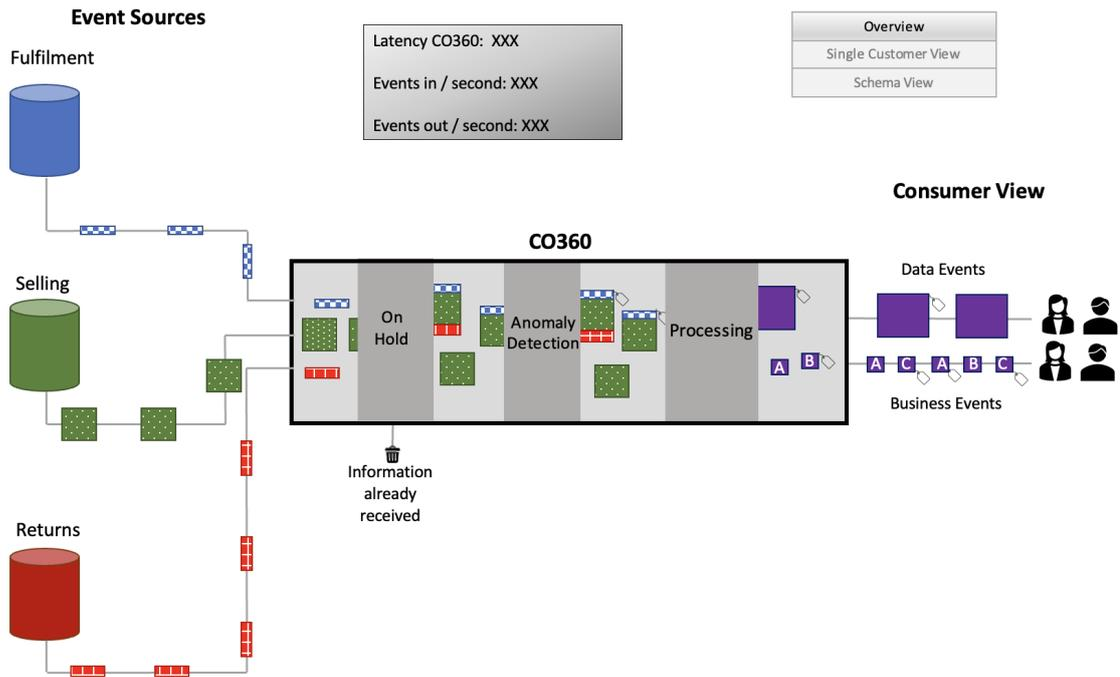 Event Sources
Fulfilment
Latency CO360: XXX
Events in / second: XXX
Events out / second: XXX
Overview
Single Customer View
Schema View
Consumer View
CO360
Selling
On
Hold
Anomaly
Detection
Processing
A
B
Data Events
A
C
A
B
C
Business Events
Information
already
received
Returns